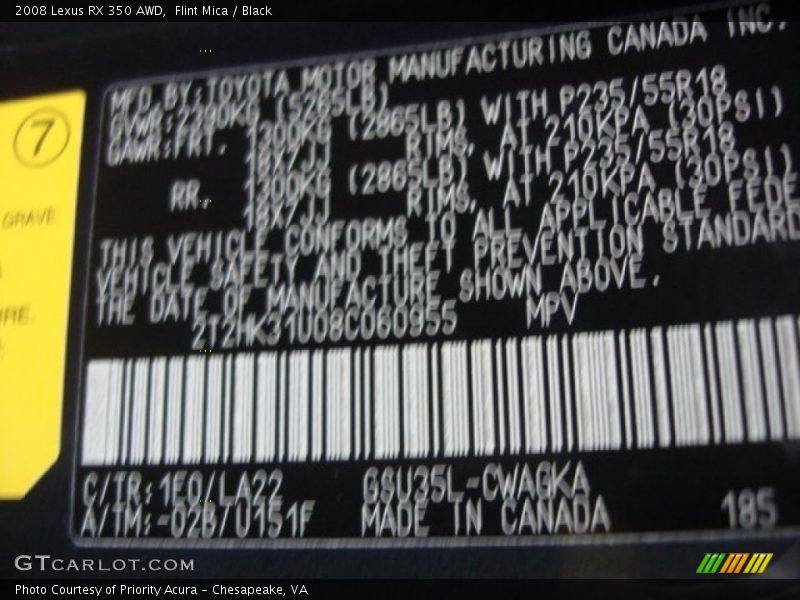 2008 Lexus RX 350 AWD, Flint Mica / Black
7
GRAVE
MFD. BY: TOYOTA MOTOR MANUFACTURING CANADA INC.
GVWR: (5285LB)
GAWR: FRT. 1300KG (2865LB) WITH P235/55R18
18X7JJ RIMS, AT 210KPA (30PSI)
RR. 1300KG (2865LB) WITH P235/55R18
18X7JJ RIMS, AT 210KPA (30PSI)
THIS VEHICLE CONFORMS TO ALL APPLICABLE FEDE
VEHICLE SAFETY AND THEFT PREVENTION STANDARD
THE DATE OF MANUFACTURE SHOWN ABOVE.
2T2HK31U08C060955 MPV
C/TR: 1F0/LA22 GSU35L-CWAGKA
A/TM: -02B/U151F MADE IN CANADA 185
GTCARLOT.COM
Photo Courtesy of Priority Acura - Chesapeake, VA